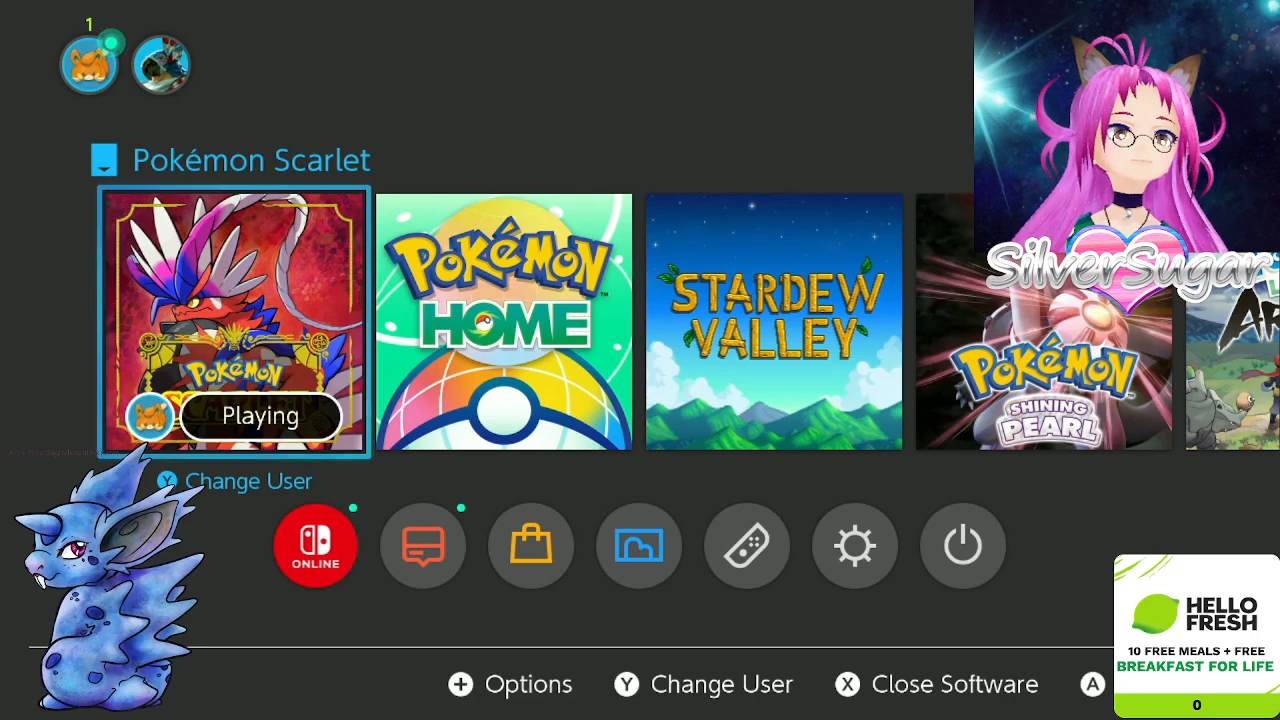 1
Pokémon Scarlet
POKéMON
Playing
POKéMON
HOME
STARDEW
VALLEY
SilverSugar
POKéMON
SHINING
PEARL
Y Change User
ONLINE
HELLO
FRESH
10 FREE MEALS + FREE
BREAKFAST FOR LIFE
0
+ Options
Y Change User
X Close Software
A